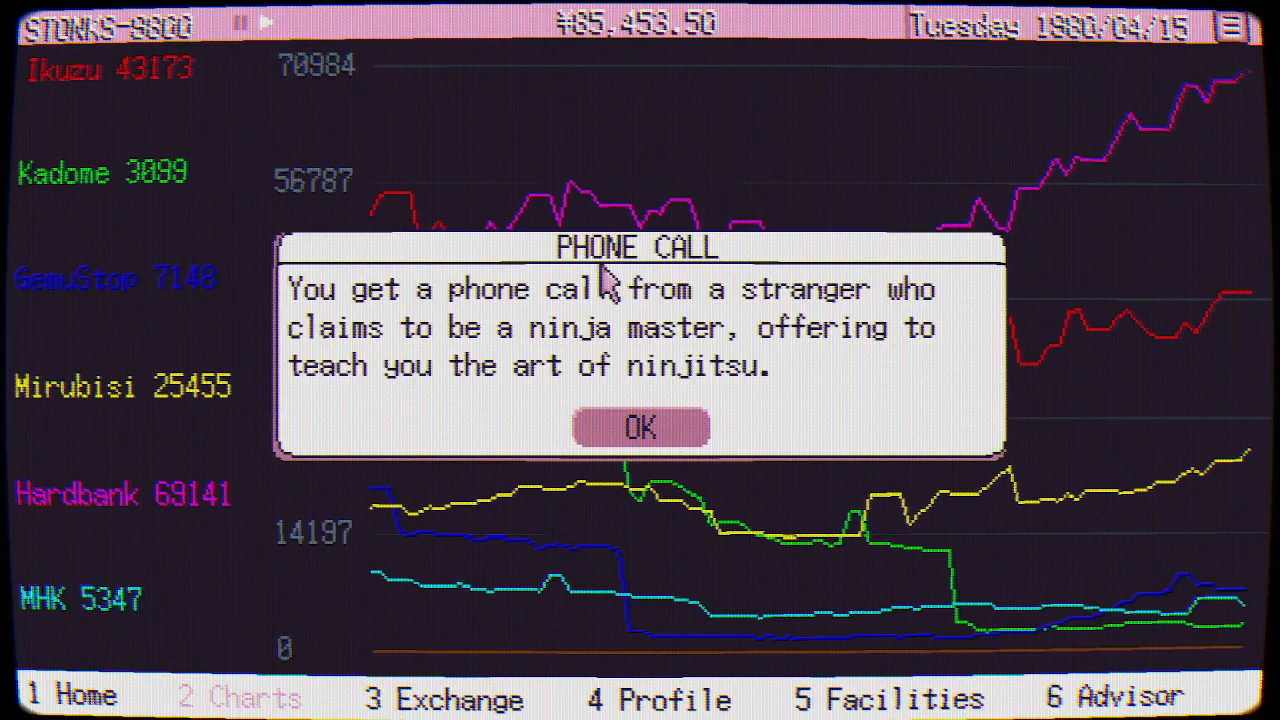 STONKS-9800
¥85,453.50
Tuesday 1980/04/15
Ikuzu 43173
70984
Kadome 3099
56787
PHONE CALL
You get a phone call from a stranger who
claims to be a ninja master, offering to
teach you the art of ninjitsu.
OK
GemuStop 7148
Mirubisi 25455
Hardbank 69141
14197
MHK 5347
0
1 Home
2 Charts
3 Exchange
4 Profile
5 Facilities
6 Advisor